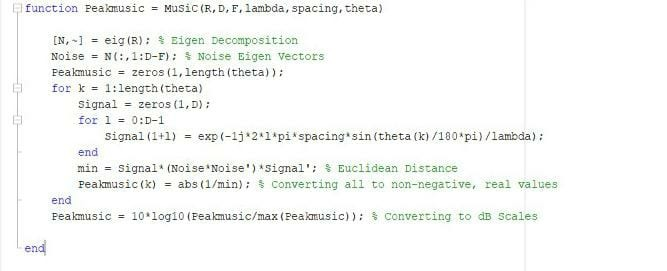 function Peakmusic = MuSiC(R,D,F,lambda,spacing,theta)
[N,~] = eig(R); % Eigen Decomposition
Noise = N(:,1:D-F); % Noise Eigen Vectors
Peakmusic = zeros(1,length(theta));
for k = 1:length(theta)
Signal = zeros(1,D);
for l = 0:D-1
Signal(1+l) = exp(-1j*2*l*pi*spacing*sin(theta(k)/180*pi)/lambda);
end
min = Signal*(Noise*Noise')*Signal'; % Euclidean Distance
Peakmusic(k) = abs(1/min); % Converting all to non-negative, real values
end
Peakmusic = 10*log10(Peakmusic/max(Peakmusic)); % Converting to dB Scales
end